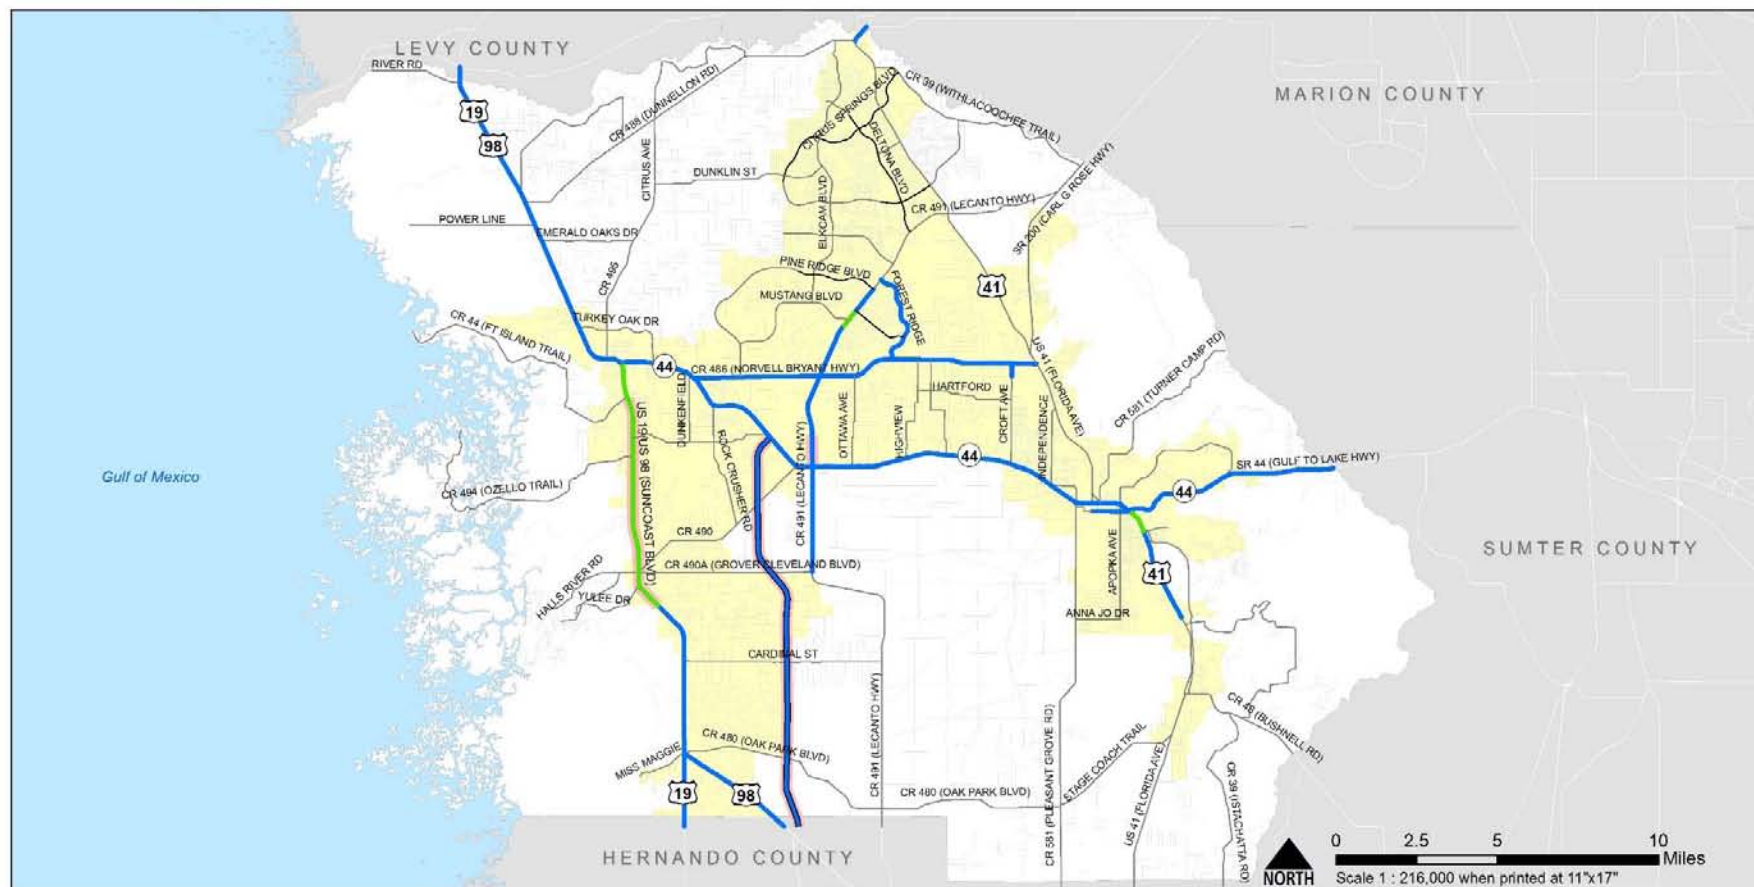 LEVY COUNTY
RIVER RD
MARION COUNTY
CR 39 (WITHLACOOCHEE TRAIL)
CITRUS SPRINGS BLVD
CR 488 (DUNNELLON RD)
19
98
CITRUS AVE
DELTONA BLVD
DUNKLIN ST
ELKCAM BLVD
CR 491 (LECANTO HWY)
SR 200 (CARL G ROSE HWY)
POWER LINE
EMERALD OAKS DR
CR 495
PINE RIDGE BLVD
FOREST RIDGE
41
MUSTANG BLVD
CR 44 (FT ISLAND TRAIL)
TURKEY OAK DR
US 41 (FLORIDA AVE)
CR 581 (TURNER CAMP RD)
44
CR 486 (NORVELL BRYANT HWY)
HARTFORD
DUNKENFIELD
OTTAWA AVE
HIGHVIEW
CROFT AVE
INDEPENDENCE
US 19/US 98 (SUNCOAST BLVD)
ROCK CRUSHER RD
CR 491 (LECANTO HWY)
44
SR 44 (GULF TO LAKE HWY)
Gulf of Mexico
CR 494 (OZELLO TRAIL)
44
CR 490
APOPKA AVE
SUMTER COUNTY
CR 490A (GROVER CLEVELAND BLVD)
HALLS RIVER RD
41
YULEE DR
ANNA JO DR
CARDINAL ST
CR 491 (LECANTO HWY)
CR 581 (PLEASANT GROVE RD)
CR 48 (BUSHNELL RD)
CR 480 (OAK PARK BLVD)
MISS MAGGIE
STAGE COACH TRAIL
US 41 (FLORIDA AVE)
CR 39 (ISTACHATTA RD)
19
98
CR 480 (OAK PARK BLVD)
HERNANDO COUNTY
0 2.5 5 10
Miles
NORTH
Scale 1 : 216,000 when printed at 11"x17"